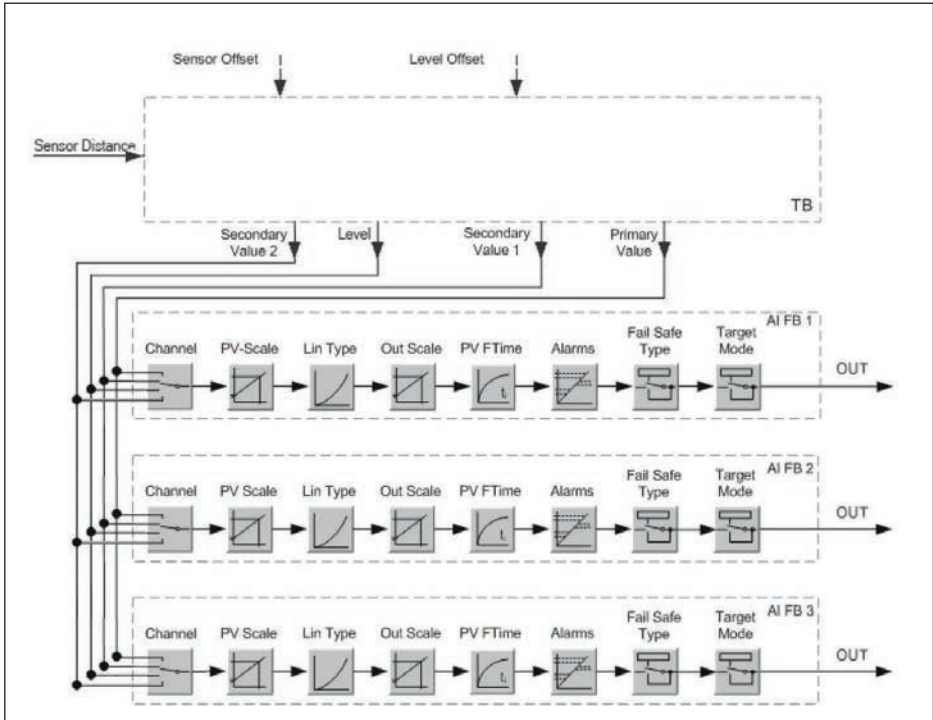 Sensor Offset
Level Offset
Sensor Distance
TB
Secondary
Value 2
Level
Secondary
Value 1
Primary
Value
AI FB 1
Channel
PV-Scale
Lin Type
Out Scale
PV FTime
Alarms
Fail Safe
Type
Target
Mode
OUT
t
AI FB 2
Channel
PV Scale
Lin Type
Out Scale
PV FTime
Alarms
Fail Safe
Type
Target
Mode
OUT
t
AI FB 3
Channel
PV Scale
Lin Type
Out Scale
PV FTime
Alarms
Fail Safe
Type
Target
Mode
OUT
t